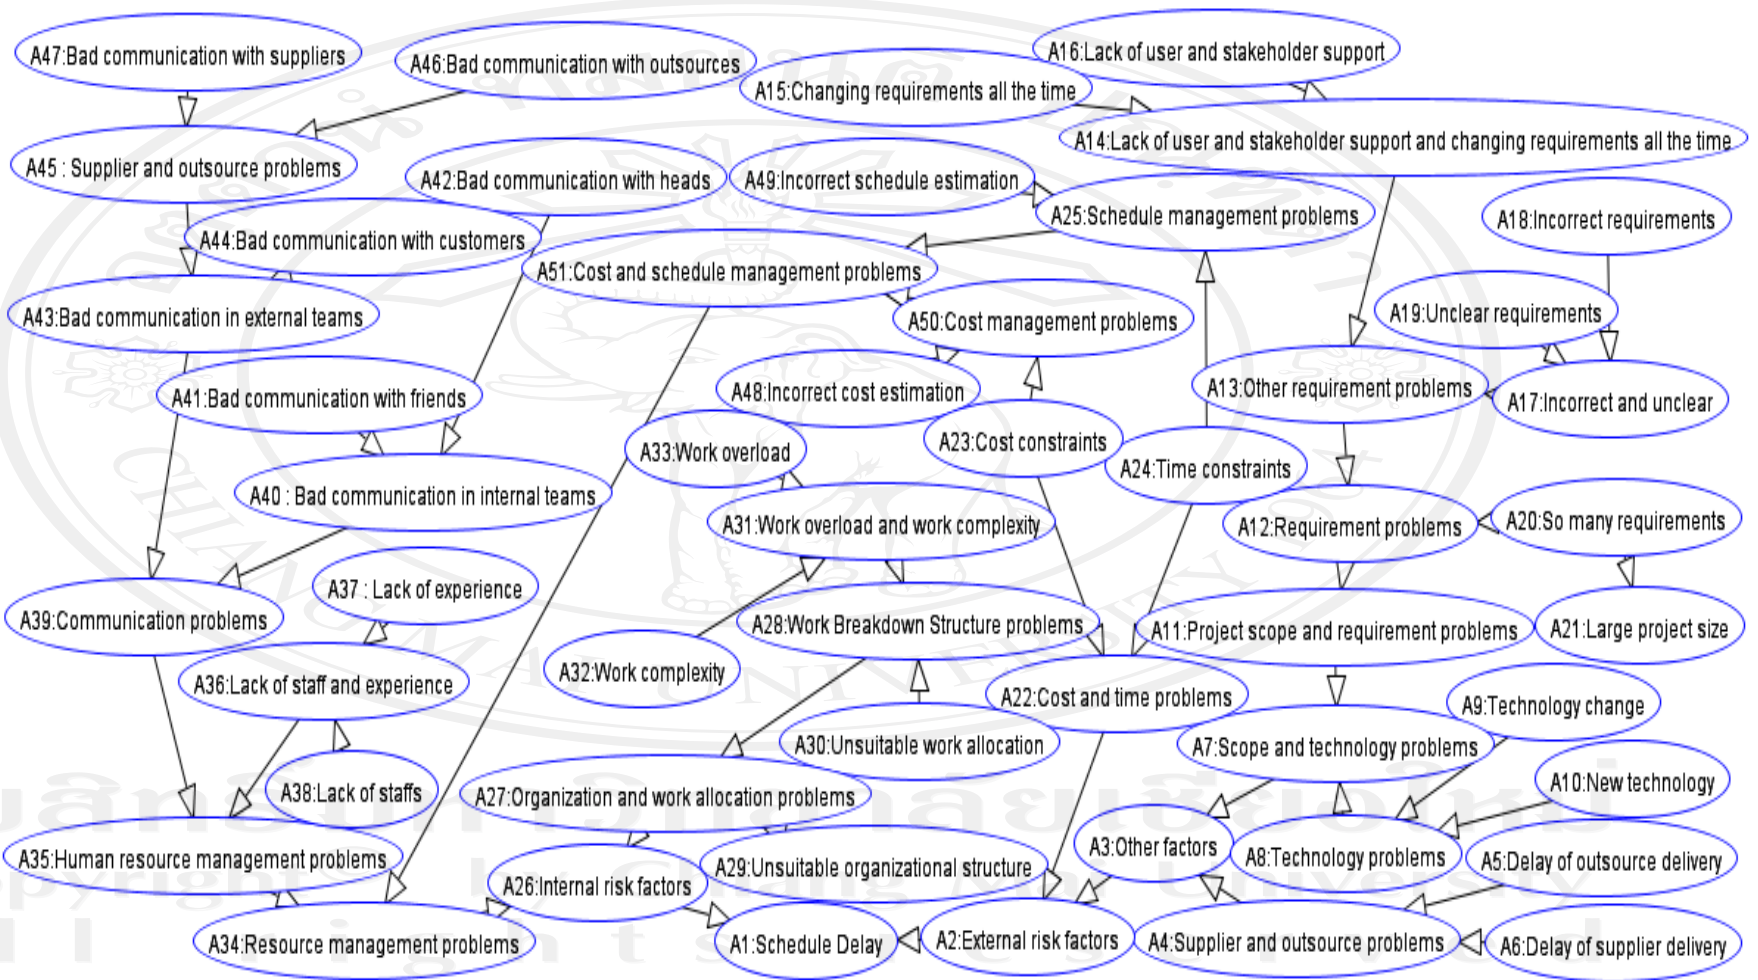 A16:Lack of user and stakeholder support
A47:Bad communication with suppliers
A46:Bad communication with outsources
A15:Changing requirements all the time
A14:Lack of user and stakeholder support and changing requirements all the time
A45 : Supplier and outsource problems
A42:Bad communication with heads
A49:Incorrect schedule estimation
A25:Schedule management problems
A18:Incorrect requirements
A44:Bad communication with customers
A51:Cost and schedule management problems
A43:Bad communication in external teams
A50:Cost management problems
A19:Unclear requirements
A41:Bad communication with friends
A48:Incorrect cost estimation
A13:Other requirement problems
A17:Incorrect and unclear
A33:Work overload
A23:Cost constraints
A24:Time constraints
A40 : Bad communication in internal teams
A31:Work overload and work complexity
A12:Requirement problems
A20:So many requirements
A37 : Lack of experience
A39:Communication problems
A28:Work Breakdown Structure problems
A11:Project scope and requirement problems
A21:Large project size
A36:Lack of staff and experience
A32:Work complexity
A22:Cost and time problems
A9:Technology change
A30:Unsuitable work allocation
A7:Scope and technology problems
A38:Lack of staffs
A27:Organization and work allocation problems
A10:New technology
A35:Human resource management problems
A3:Other factors
A8:Technology problems
A5:Delay of outsource delivery
A26:Internal risk factors
A29:Unsuitable organizational structure
A34:Resource management problems
A1:Schedule Delay
A2:External risk factors
A4:Supplier and outsource problems
A6:Delay of supplier delivery
CHIANG MAI UNIVERSITY